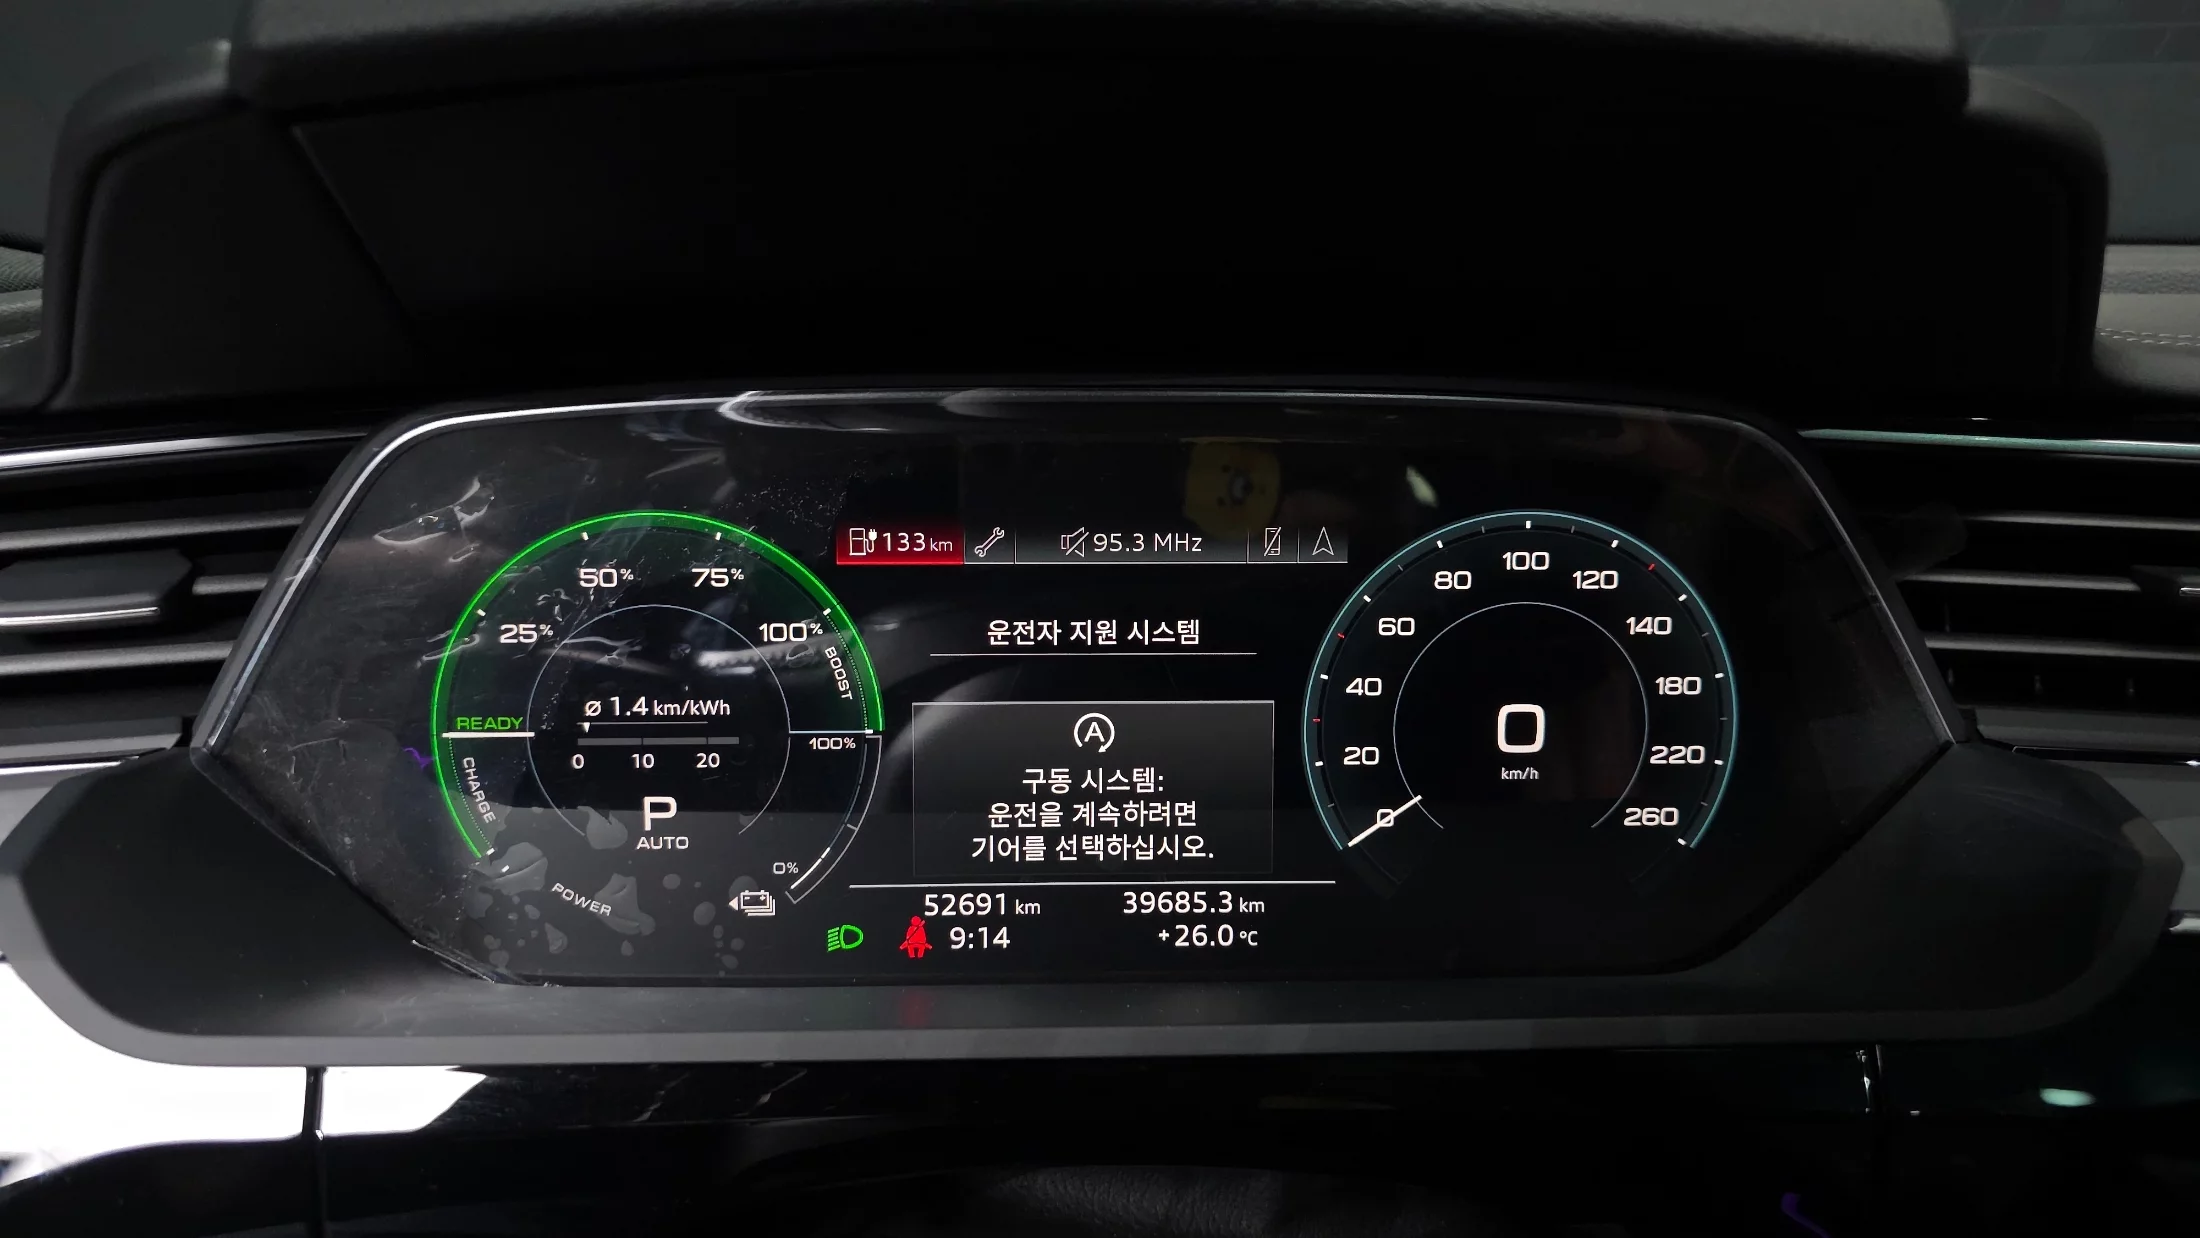 133 km
95.3 MHz
운전자 지원 시스템
25%
50%
75%
100%
BOOST
READY
CHARGE
ø 1.4 km/kWh
0 10 20
P
AUTO
POWER
100%
0%
A
구동 시스템:
운전을 계속하려면
기어를 선택하십시오.
52691 km 39685.3 km
9:14 +26.0 °C
0
20
40
60
80
100
120
140
180
220
260
0
km/h